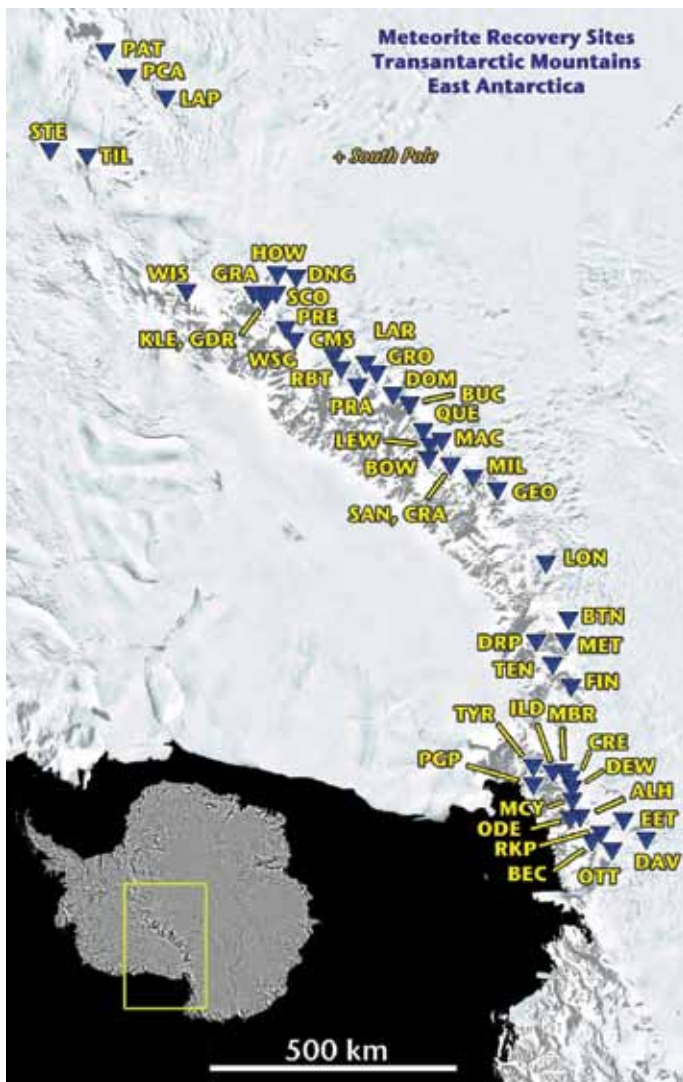 Meteorite Recovery Sites
Transantarctic Mountains
East Antarctica
PAT
PCA
LAP
STE
TIL
+ South Pole
HOW
WIS
GRA
DNG
SCO
KLE, GDR
PRE
CMS
LAR
WSG
GRO
RBT
DOM
PRA
BUC
QUE
LEW
MAC
BOW
MIL
GEO
SAN, CRA
LON
BTN
DRP
MET
TEN
FIN
ILD
TYR
MBR
CRE
PGP
DEW
MCY
ALH
ODE
EET
RKP
BEC
DAV
OTT
500 km